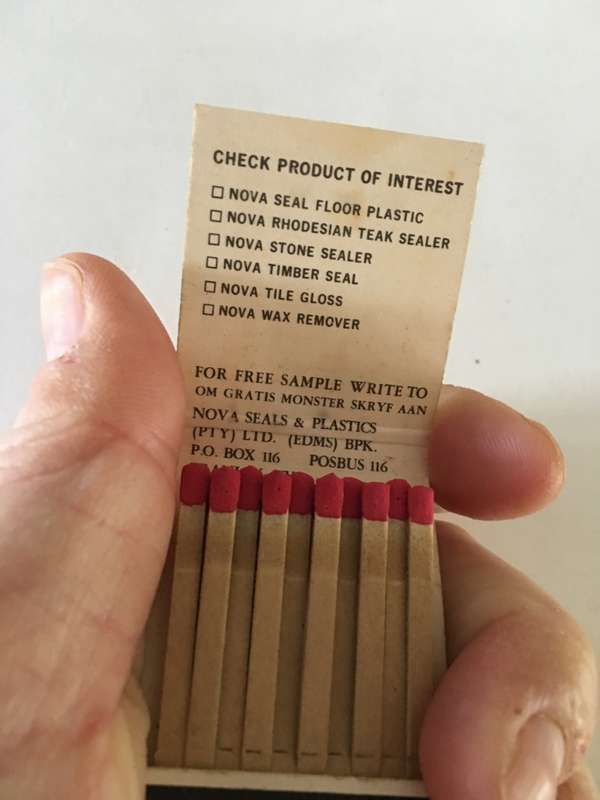 CHECK PRODUCT OF INTEREST
☐ NOVA SEAL FLOOR PLASTIC
☐ NOVA RHODESIAN TEAK SEALER
☐ NOVA STONE SEALER
☐ NOVA TIMBER SEAL
☐ NOVA TILE GLOSS
☐ NOVA WAX REMOVER
FOR FREE SAMPLE WRITE TO
OM GRATIS MONSTER SKRYF AAN
NOVA SEALS & PLASTICS
(PTY) LTD. (EDMS) BPK.
P.O. BOX 116 POSBUS 116